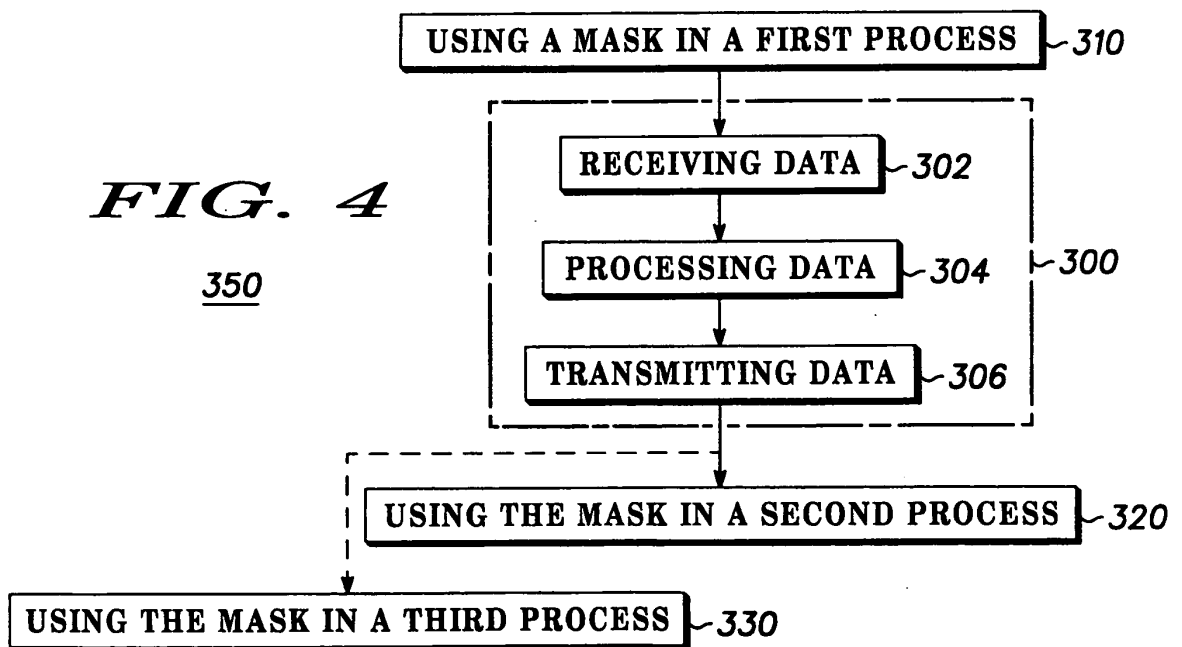 USING A MASK IN A FIRST PROCESS 310
RECEIVING DATA 302
FIG. 4
PROCESSING DATA 304
300
350
TRANSMITTING DATA 306
USING THE MASK IN A SECOND PROCESS 320
USING THE MASK IN A THIRD PROCESS 330